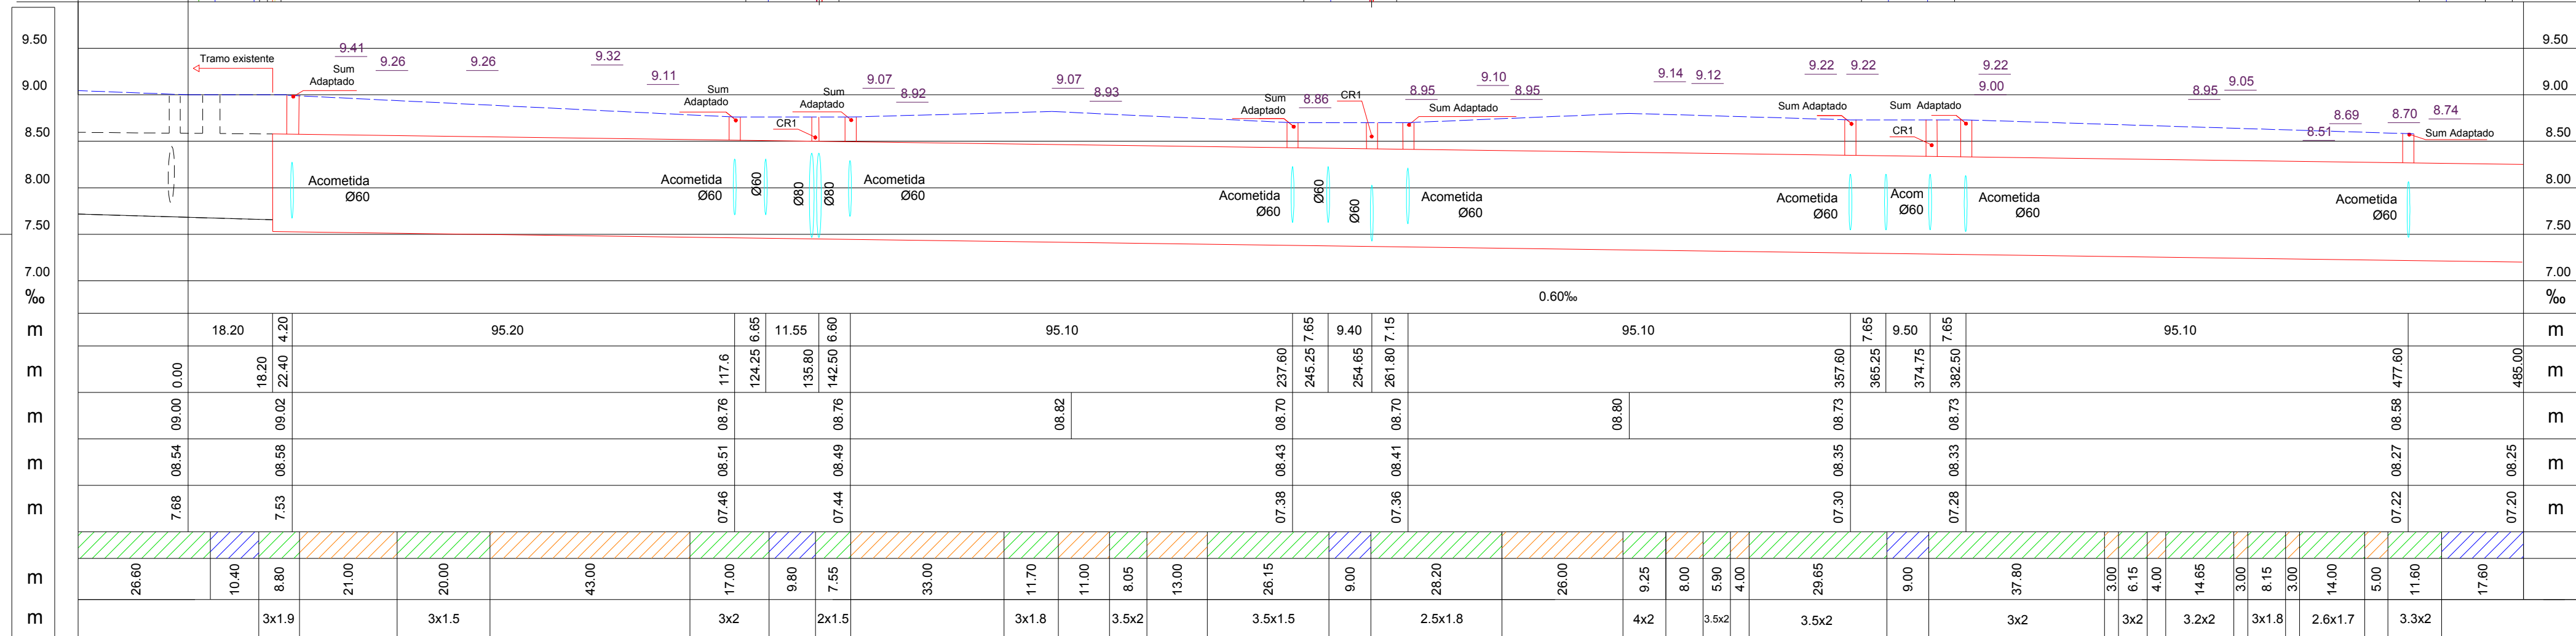 9.50
9.00
8.50
8.00
7.50
7.00
9.50
9.00
8.50
8.00
7.50
7.00
Tramo existente
9.41
9.26
9.26
9.32
9.11
9.07
8.92
9.07
8.93
8.86
8.95
9.10
8.95
9.14
9.12
9.22
9.22
9.22
9.00
8.95
9.05
8.51
8.69
8.70
8.74
Sum
Adaptado
Sum
Adaptado
CR1
Sum
Adaptado
Sum
Adaptado
CR1
Sum Adaptado
Sum Adaptado
CR1
Sum Adaptado
Sum Adaptado
Acometida
Ø60
Acometida
Ø60
Ø60
Ø80
Ø80
Acometida
Ø60
Acometida
Ø60
Ø60
Ø60
Acometida
Ø60
Acometida
Ø60
Acom
Ø60
Acometida
Ø60
Acometida
Ø60
‰ 0.60‰ ‰
m 18.20 4.20 95.20 6.65 11.55 6.60 95.10 7.65 9.40 7.15 95.10 7.65 9.50 7.65 95.10 m
m 0.00 18.20 22.40 117.6 124.25 135.80 142.50 237.60 245.25 254.65 261.80 357.60 365.25 374.75 382.50 477.60 485.00 m
m 09.00 09.02 08.76 08.76 08.82 08.70 08.70 08.80 08.73 08.73 08.58 m
m 08.54 08.58 08.51 08.49 08.43 08.41 08.35 08.33 08.27 08.25 m
m 7.68 7.53 07.46 07.44 07.38 07.36 07.30 07.28 07.22 07.20 m
m 26.60 10.40 8.80 21.00 20.00 43.00 17.00 9.80 7.55 33.00 11.70 11.00 8.05 13.00 26.15 9.00 28.20 26.00 9.25 8.00 5.90 4.00 29.65 9.00 37.80 3.00 6.15 4.00 14.65 3.00 8.15 3.00 14.00 5.00 11.60 17.60 m
m 3x1.9 3x1.5 3x2 2x1.5 3x1.8 3.5x2 3.5x1.5 2.5x1.8 4x2 3.5x2 3.5x2 3x2 3x2 3.2x2 3x1.8 2.6x1.7 3.3x2 m